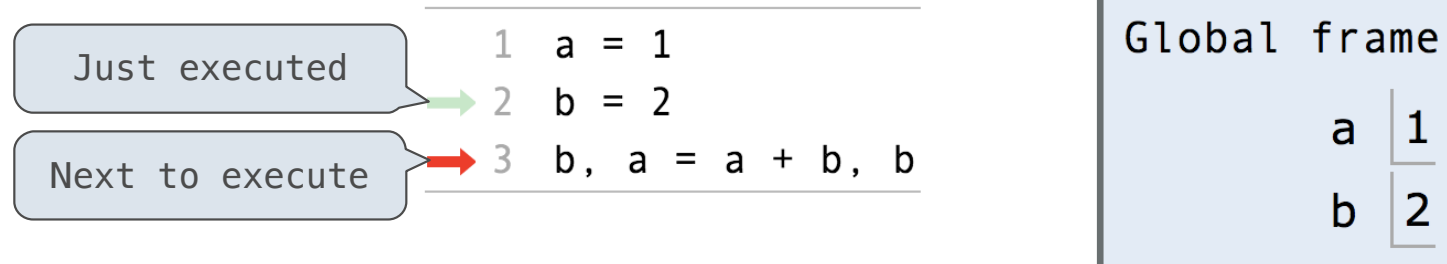 Just executed
Next to execute
1 a = 1
2 b = 2
3 b, a = a + b, b
Global frame
a 1
b 2